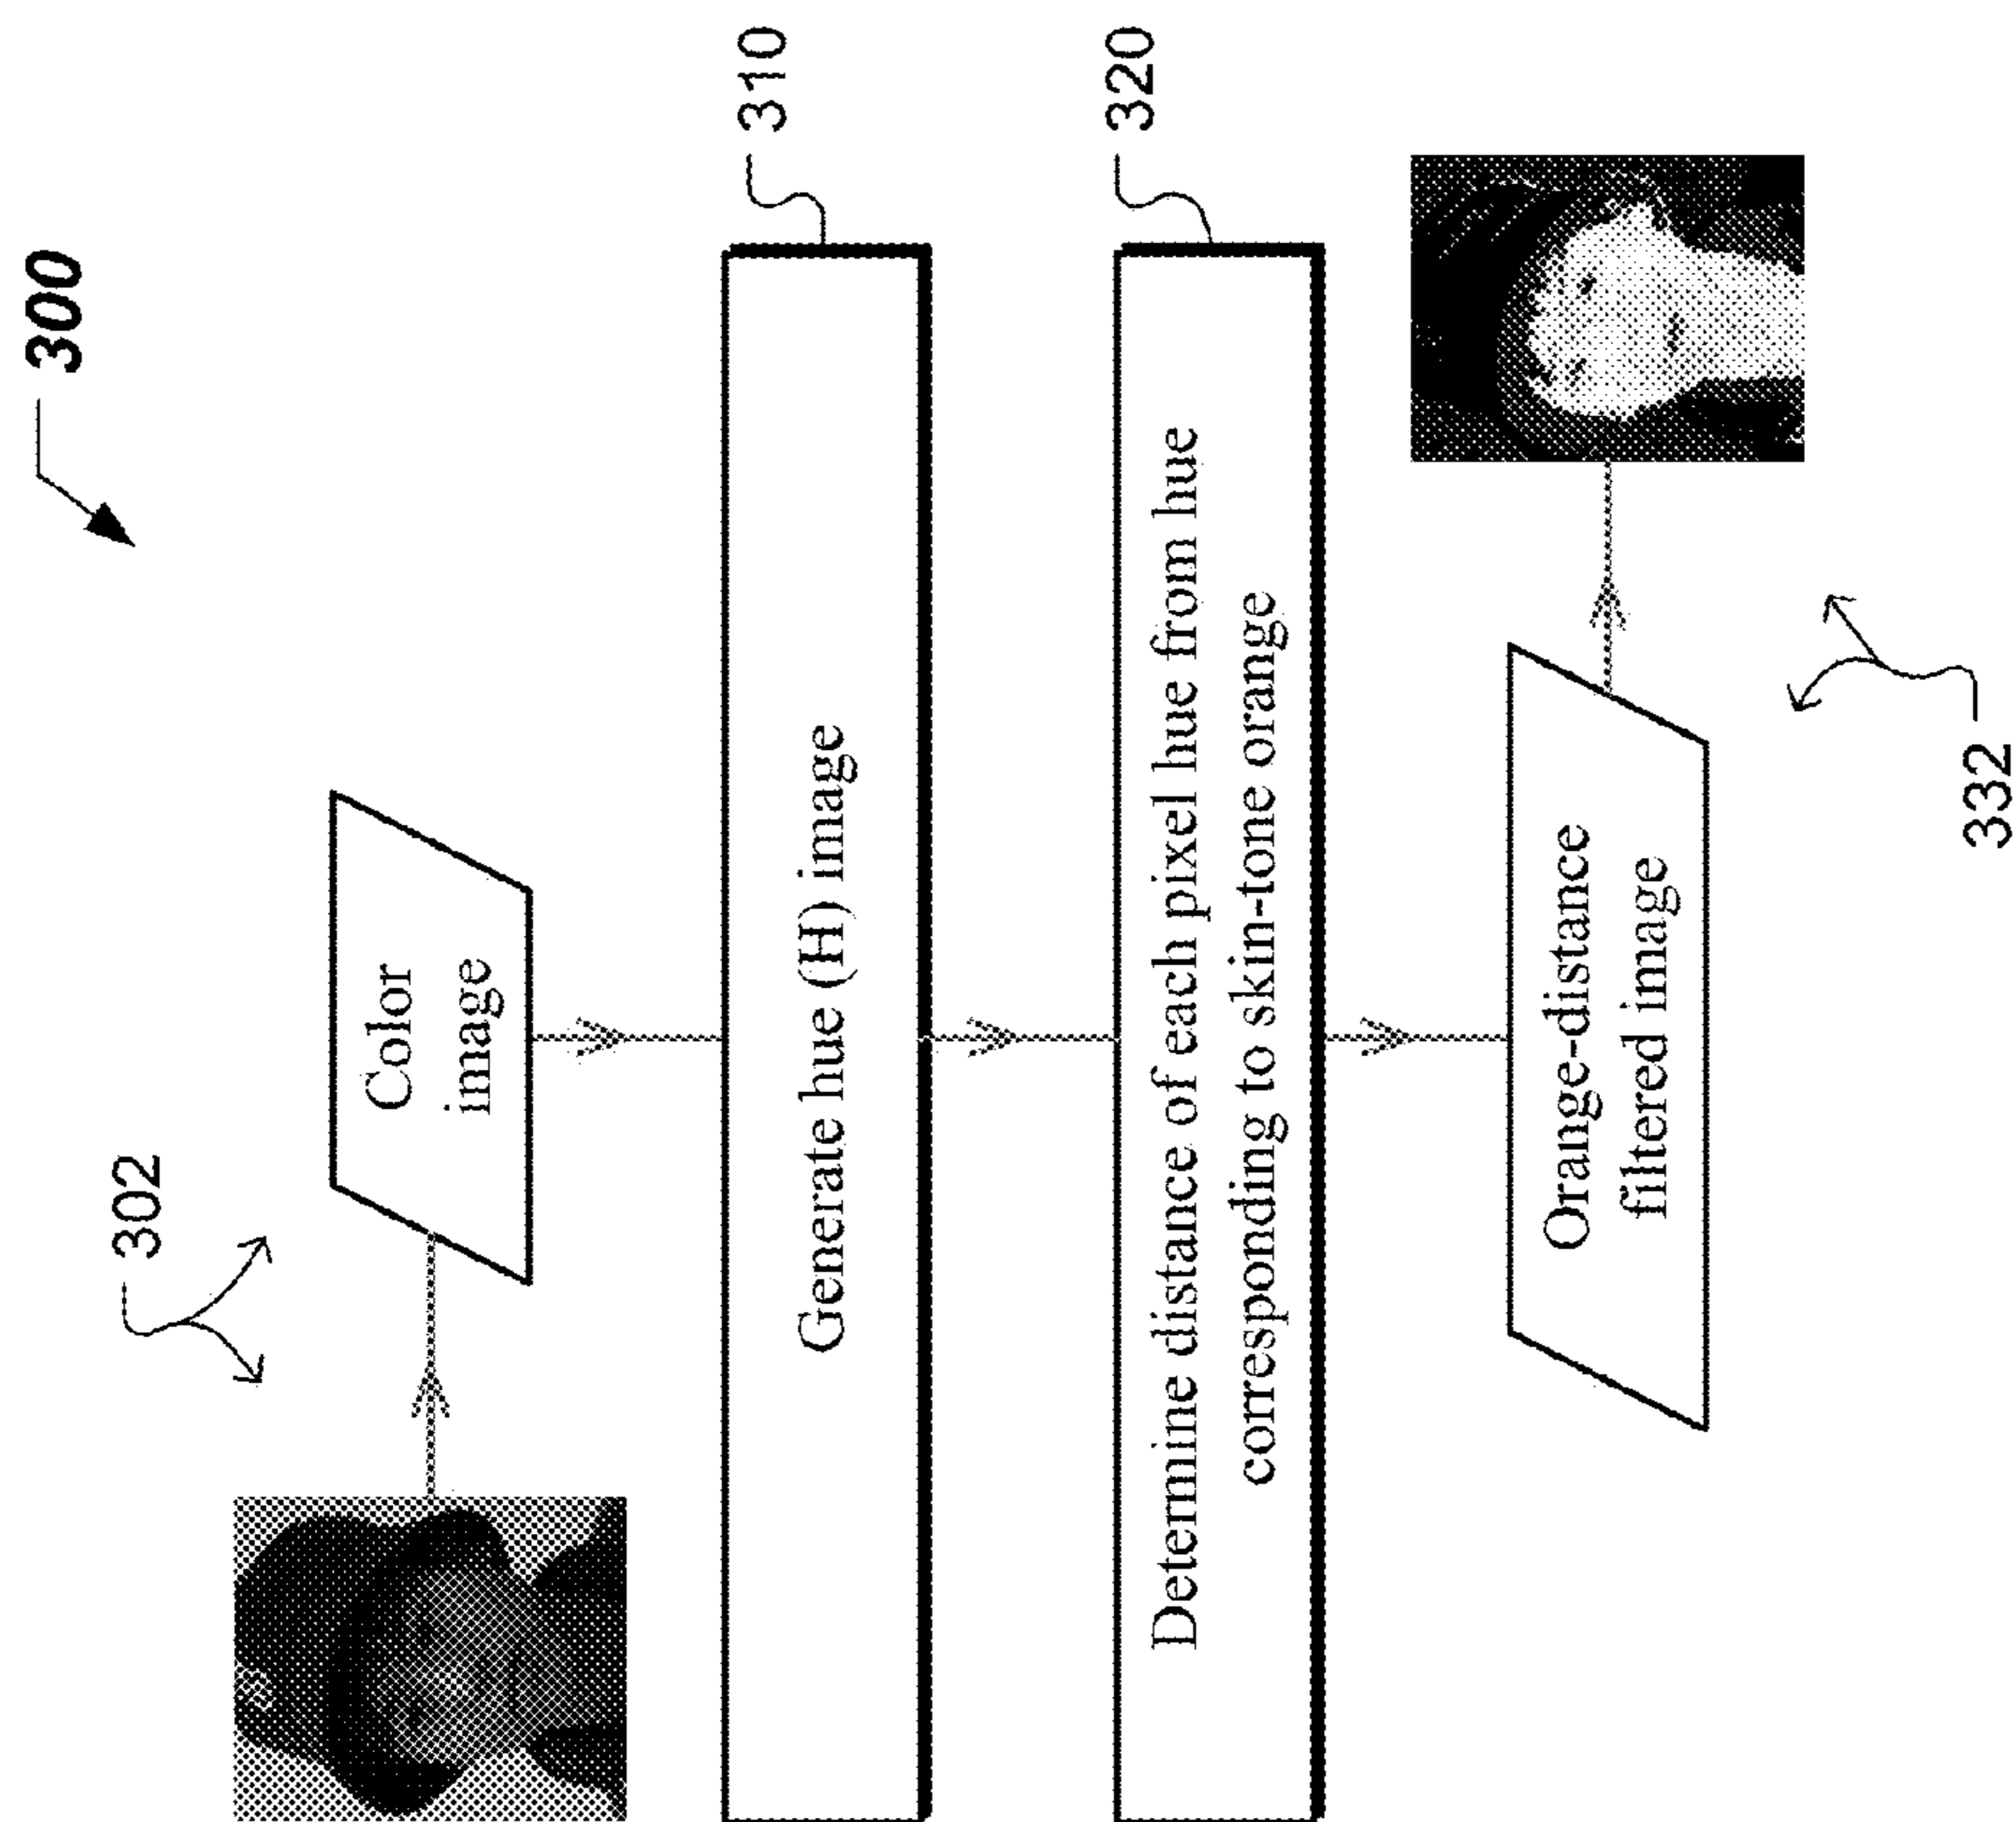 300
302
Color
image
Generate hue (H) image
310
Determine distance of each pixel hue from hue
corresponding to skin-tone orange
320
Orange-distance
filtered image
332